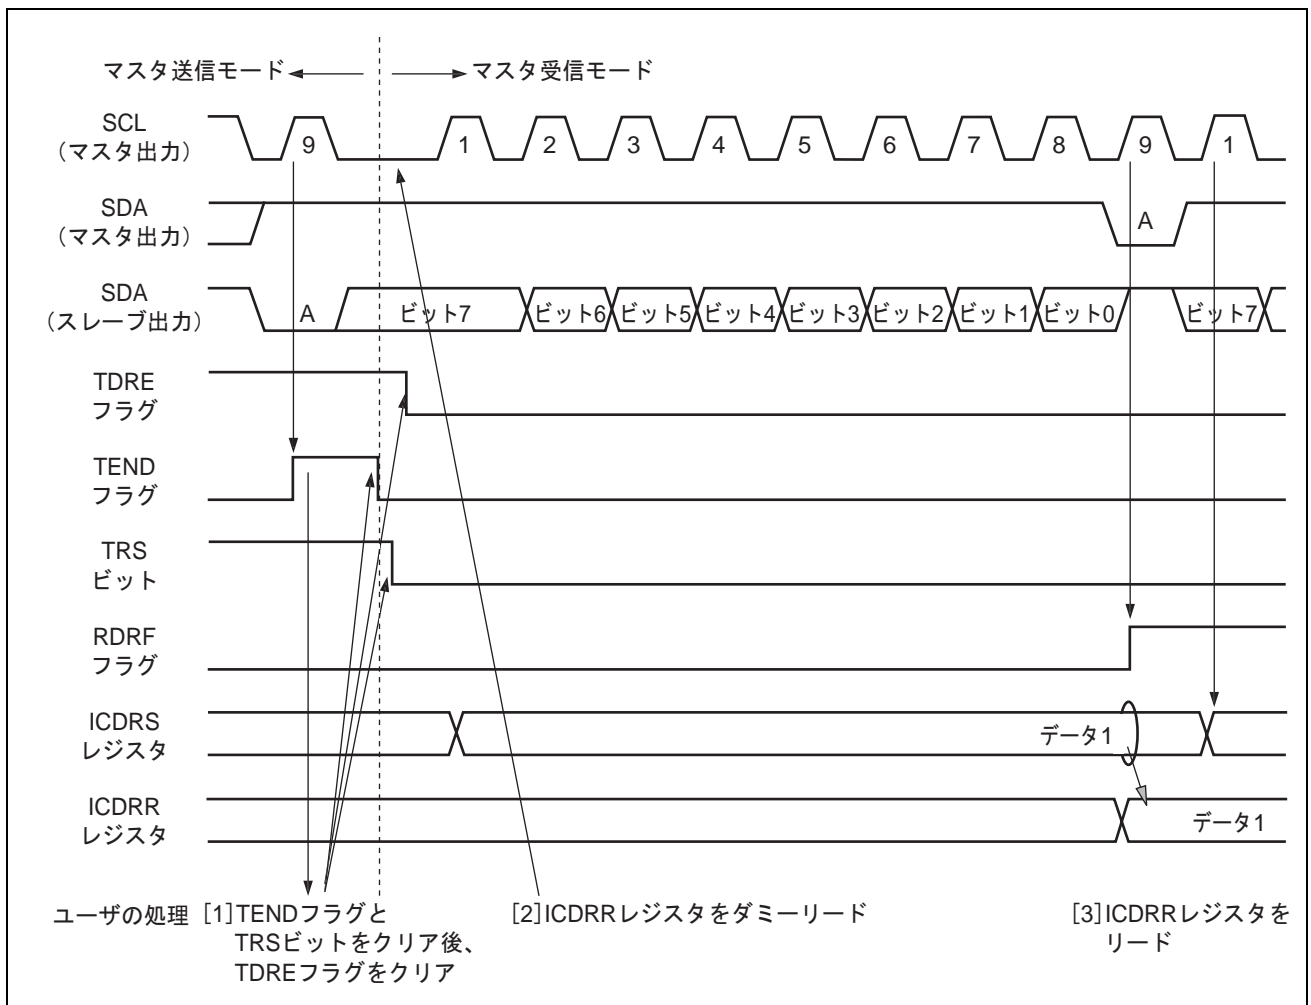 マスタ送信モード マスタ受信モード
SCL
（マスタ出力）
9 1 2 3 4 5 6 7 8 9 1
SDA
（マスタ出力）
A
SDA
（スレーブ出力）
A ビット7 ビット6 ビット5 ビット4 ビット3 ビット2 ビット1 ビット0 ビット7
TDRE
フラグ
TEND
フラグ
TRS
ビット
RDRF
フラグ
ICDRS
レジスタ
データ1
ICDRR
レジスタ
データ1
ユーザの処理 [1]TENDフラグと
TRSビットをクリア後、
TDREフラグをクリア
[2]ICDRRレジスタをダミーリード
[3]ICDRRレジスタを
リード